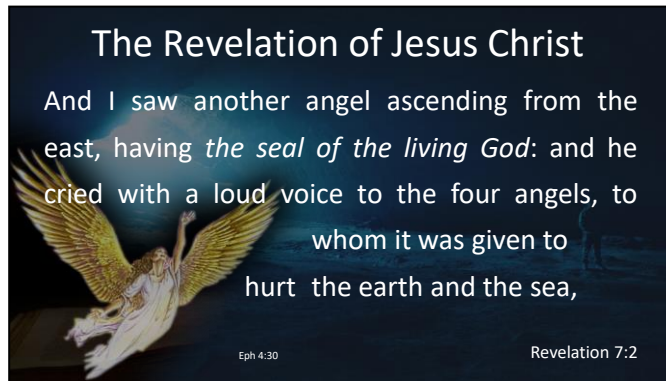 The Revelation of Jesus Christ
And I saw another angel ascending from the
east, having the seal of the living God: and he
cried with a loud voice to the four angels, to
whom it was given to
hurt the earth and the sea,
Eph 4:30
Revelation 7:2